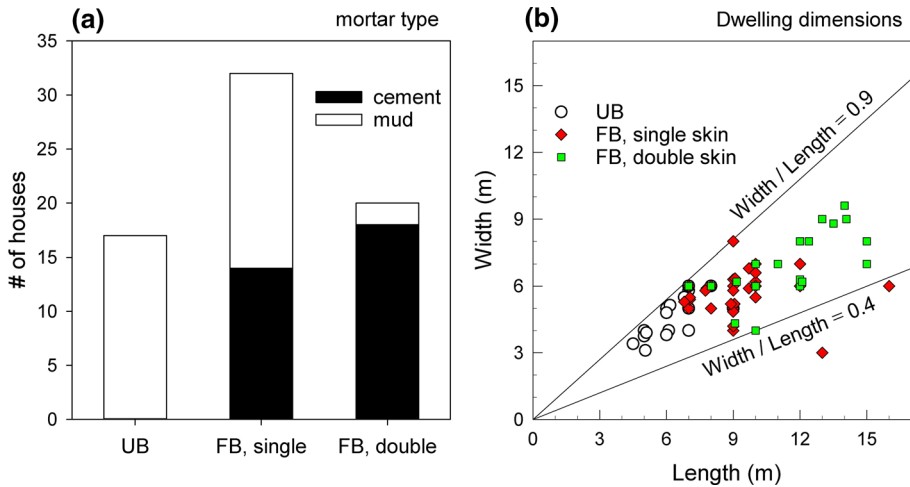 (a)
mortar type
35
30
25
20
15
10
5
0
# of houses
cement
mud
UB
FB, single
FB, double
(b)
Dwelling dimensions
15
12
9
6
3
0
Width (m)
UB
FB, single skin
FB, double skin
Width / Length = 0.9
Width / Length = 0.4
0
3
6
9
12
15
Length (m)